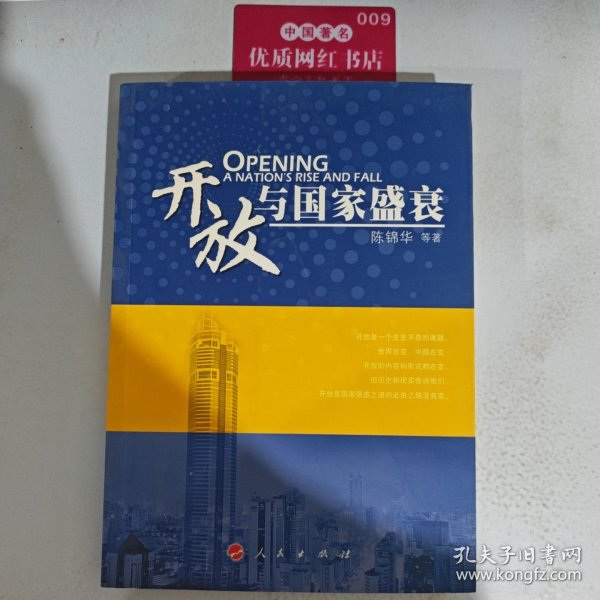 009
中国著名
优质网红书店
OPENING
A NATION'S RISE AND FALL
开放与国家盛衰
陈锦华 等著
开放是一个生生不息的课题。
世界在变，中国在变，
开放的内容和形式都在变，
但历史和现实告诉我们，
开放是国家强盛之道的必由之路没有变。
人民出版社
孔夫子旧书网
www.kongfz.com